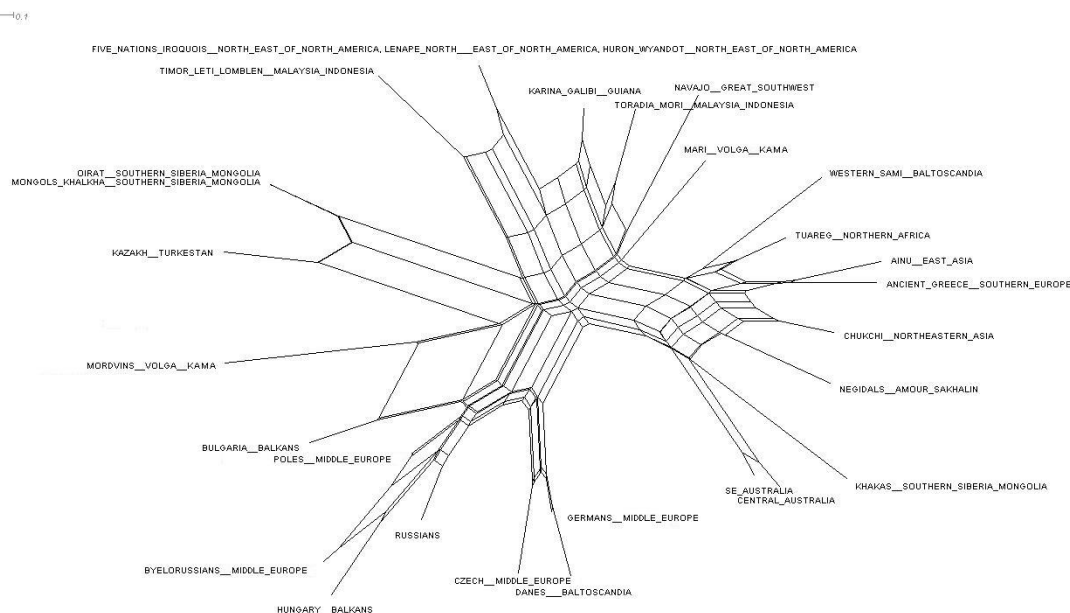 0.1
FIVE_NATIONS_IROQUOIS__NORTH_EAST_OF_NORTH_AMERICA, LENAPE_NORTH___EAST_OF_NORTH_AMERICA, HURON_WYANDOT__NORTH_EAST_OF_NORTH_AMERICA
TIMOR_LETI_LOMBLEN__MALAYSIA_INDONESIA
KARINA_GALIBI__GUIANA
NAVAJO__GREAT_SOUTHWEST
TORADIA_MORI__MALAYSIA_INDONESIA
MARI__VOLGA__KAMA
OIRAT__SOUTHERN_SIBERIA_MONGOLIA
MONGOLS_KHALKHA__SOUTHERN_SIBERIA_MONGOLIA
WESTERN_SAMI__BALTOSCANDIA
TUAREG__NORTHERN_AFRICA
KAZAKH__TURKESTAN
AINU__EAST_ASIA
ANCIENT_GREECE__SOUTHERN_EUROPE
CHUKCHI__NORTHEASTERN_ASIA
MORDVINS__VOLGA__KAMA
NEGIDALS__AMOUR_SAKHALIN
BULGARIA__BALKANS
POLES__MIDDLE_EUROPE
KHAKAS__SOUTHERN_SIBERIA_MONGOLIA
SE_AUSTRALIA
CENTRAL_AUSTRALIA
GERMANS__MIDDLE_EUROPE
RUSSIANS
BYELORUSSIANS__MIDDLE_EUROPE
CZECH__MIDDLE_EUROPE
DANES___BALTOSCANDIA
HUNGARY__BALKANS